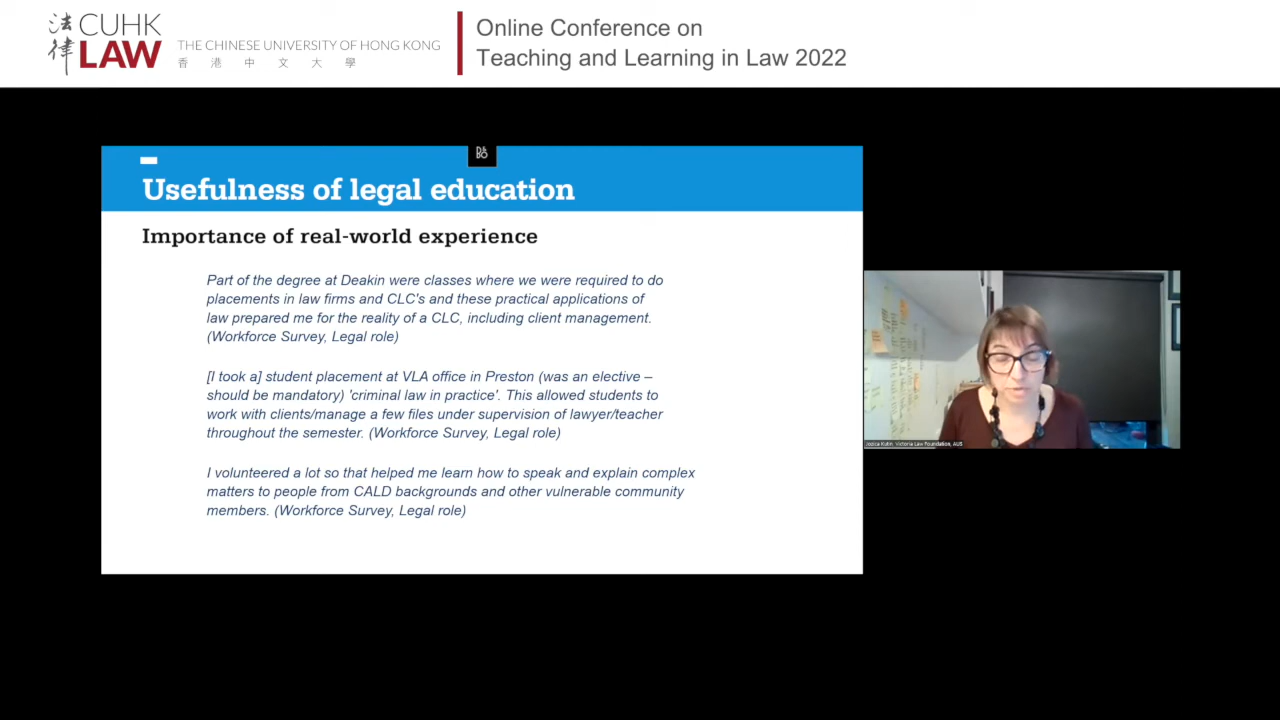 法律
CUHK
LAW
THE CHINESE UNIVERSITY OF HONG KONG
香港中文大學
Online Conference on
Teaching and Learning in Law 2022
Usefulness of legal education
Importance of real-world experience
Part of the degree at Deakin were classes where we were required to do
placements in law firms and CLC's and these practical applications of
law prepared me for the reality of a CLC, including client management.
(Workforce Survey, Legal role)
[I took a] student placement at VLA office in Preston (was an elective –
should be mandatory) 'criminal law in practice'. This allowed students to
work with clients/manage a few files under supervision of lawyer/teacher
throughout the semester. (Workforce Survey, Legal role)
I volunteered a lot so that helped me learn how to speak and explain complex
matters to people from CALD backgrounds and other vulnerable community
members. (Workforce Survey, Legal role)
Kutin, Victoria Law Foundation, AUS